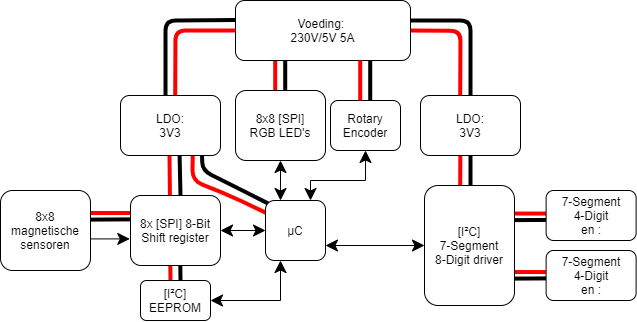 Voeding:
230V/5V 5A
LDO:
3V3
8x8 [SPI]
RGB LED's
Rotary
Encoder
LDO:
3V3
8x8
magnetische
sensoren
8x [SPI] 8-Bit
Shift register
µC
[I²C]
7-Segment
8-Digit driver
7-Segment
4-Digit
en :
7-Segment
4-Digit
en :
[I²C]
EEPROM